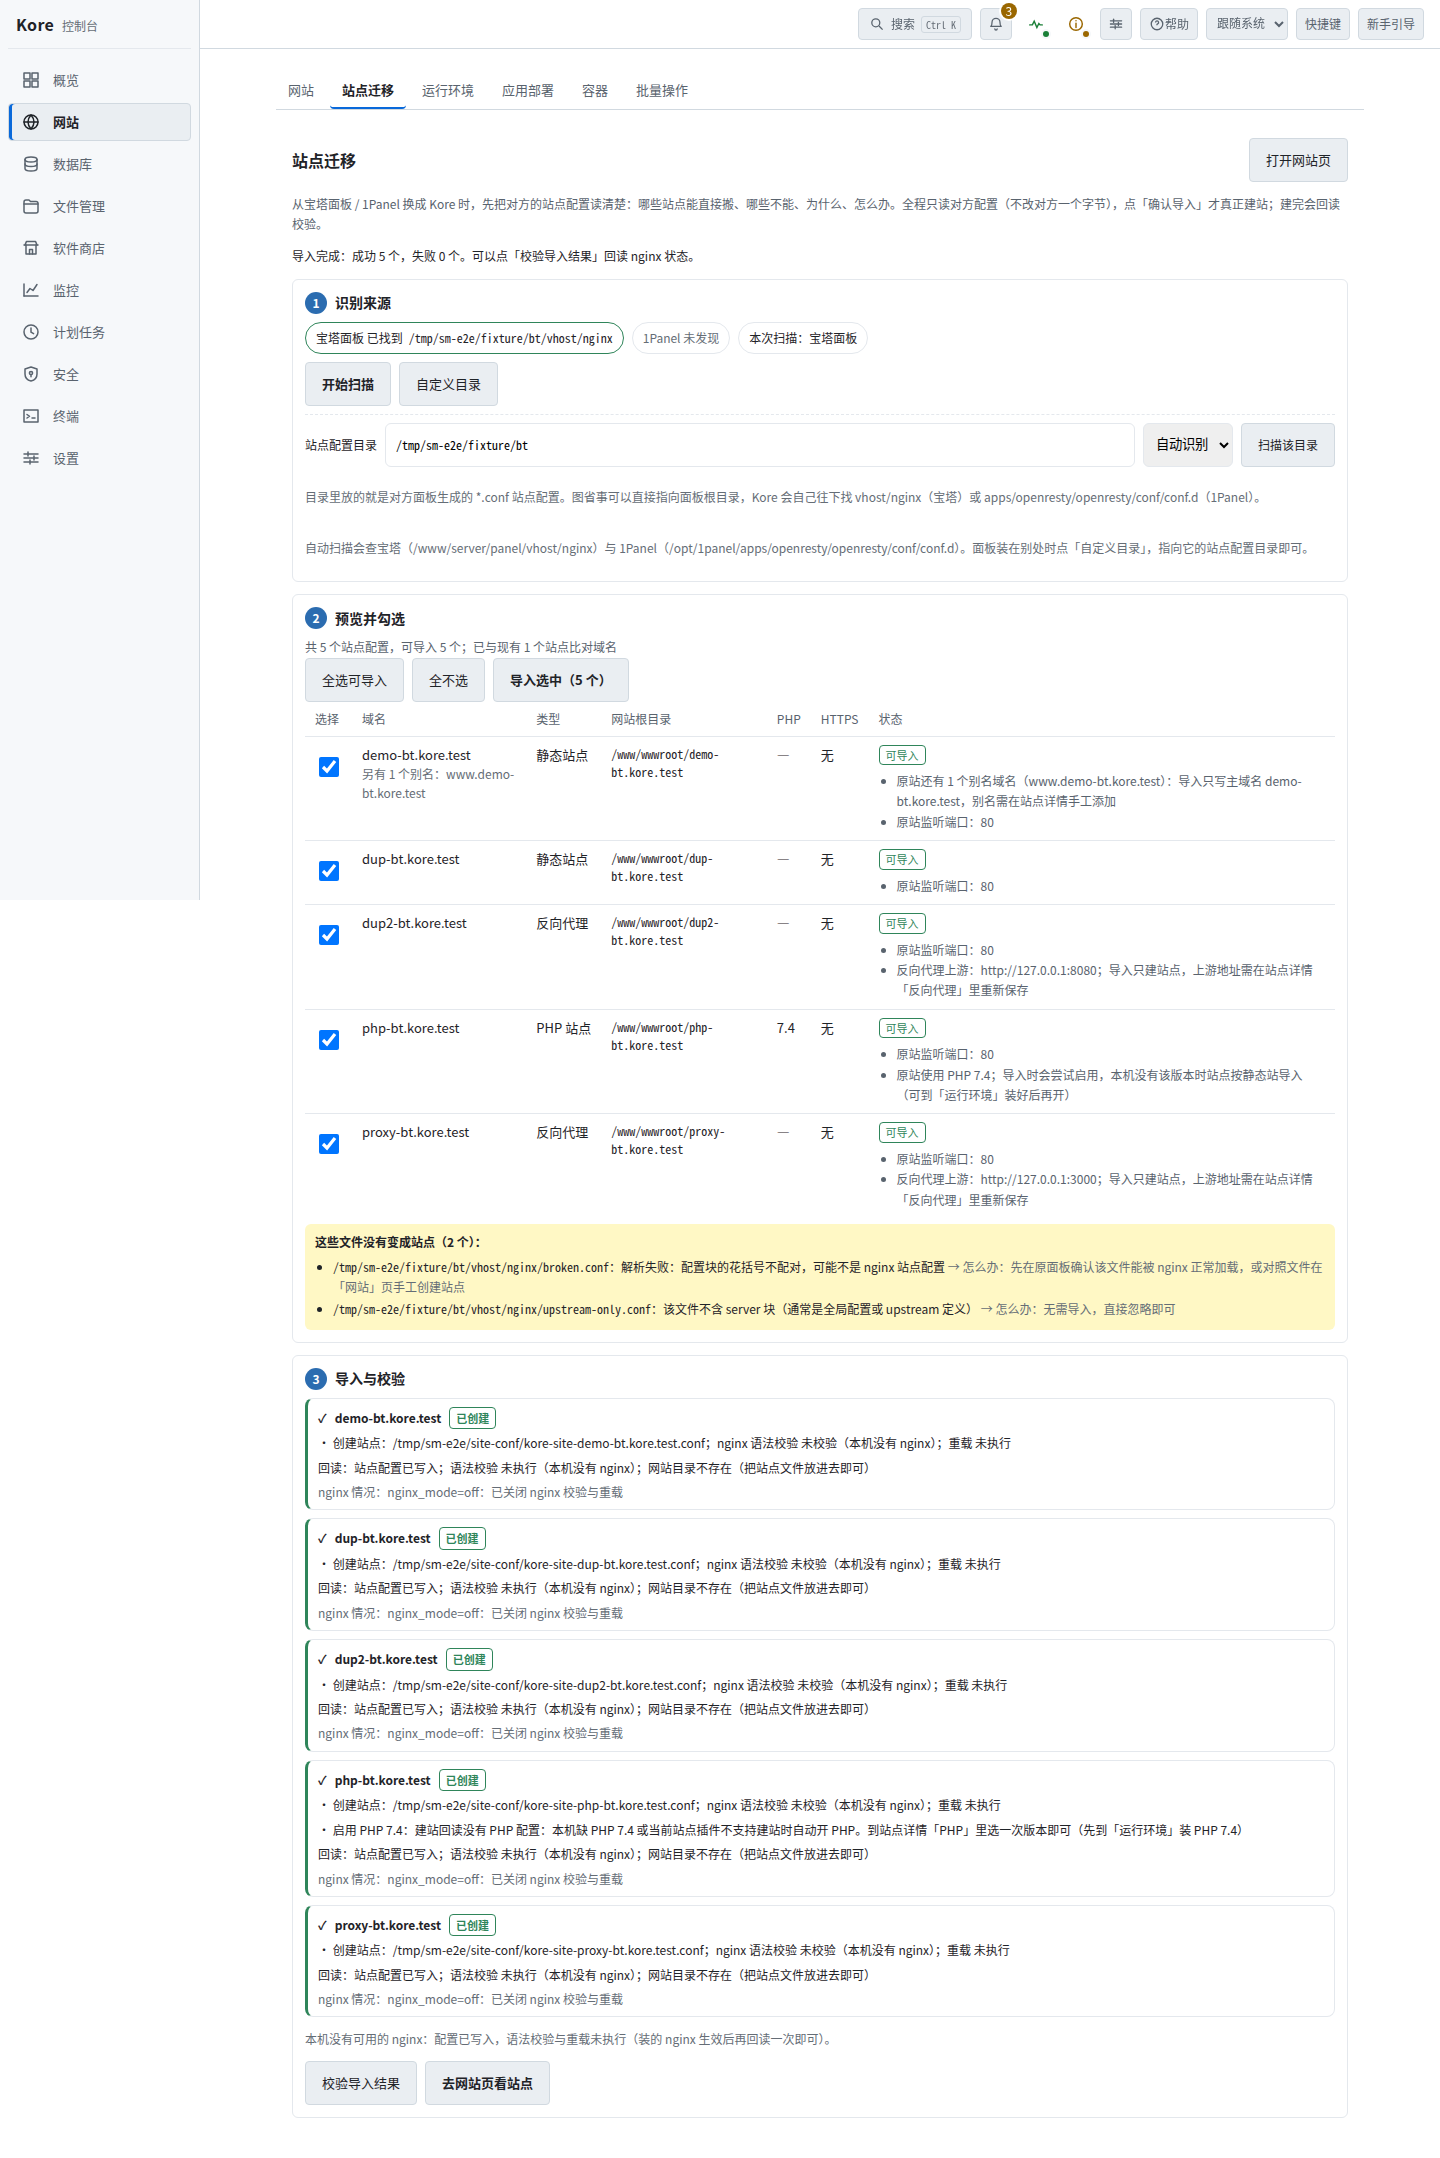 Kore 控制台
搜索 Ctrl K
3
帮助
跟随系统
快捷键
新手引导
概览
网站
数据库
文件管理
软件商店
监控
计划任务
安全
终端
设置
网站 站点迁移 运行环境 应用部署 容器 批量操作
站点迁移
打开网站页
从宝塔面板 / 1Panel 换成 Kore 时，先把对方的站点配置读清楚：哪些站点能直接搬、哪些不能、为什么、怎么办。全程只读对方配置（不改对方一个字节），点「确认导入」才真正建站；建完会回读
校验。
导入完成：成功 5 个，失败 0 个。可以点「校验导入结果」回读 nginx 状态。
1 识别来源
宝塔面板 已找到 /tmp/sm-e2e/fixture/bt/vhost/nginx
1Panel 未发现
本次扫描：宝塔面板
开始扫描 自定义目录
站点配置目录 /tmp/sm-e2e/fixture/bt 自动识别 扫描该目录
目录里放的就是对方面板生成的 *.conf 站点配置。图省事可以直接指向面板根目录，Kore 会自己往下找 vhost/nginx（宝塔）或 apps/openresty/openresty/conf/conf.d（1Panel）。
自动扫描会查宝塔（/www/server/panel/vhost/nginx）与 1Panel（/opt/1panel/apps/openresty/openresty/conf/conf.d）。面板装在别处时点「自定义目录」，指向它的站点配置目录即可。
2 预览并勾选
共 5 个站点配置，可导入 5 个；已与现有 1 个站点比对域名
全选可导入 全不选 导入选中（5 个）
选择 域名 类型 网站根目录 PHP HTTPS 状态
demo-bt.kore.test 静态站点 /www/wwwroot/demo- — 无 可导入
另有 1 个别名：www.demo- bt.kore.test
bt.kore.test
原站还有 1 个别名域名（www.demo-bt.kore.test）：导入只写主域名 demo-
bt.kore.test，别名需在站点详情手工添加
原站监听端口：80
dup-bt.kore.test 静态站点 /www/wwwroot/dup- — 无 可导入
bt.kore.test
原站监听端口：80
dup2-bt.kore.test 反向代理 /www/wwwroot/dup2- — 无 可导入
bt.kore.test
原站监听端口：80
反向代理上游：http://127.0.0.1:8080；导入只建站点，上游地址需在站点详情
「反向代理」里重新保存
php-bt.kore.test PHP 站点 /www/wwwroot/php- 7.4 无 可导入
bt.kore.test
原站监听端口：80
原站使用 PHP 7.4；导入时会尝试启用，本机没有该版本时站点按静态站导入
（可到「运行环境」装好后再开）
proxy-bt.kore.test 反向代理 /www/wwwroot/proxy- — 无 可导入
bt.kore.test
原站监听端口：80
反向代理上游：http://127.0.0.1:3000；导入只建站点，上游地址需在站点详情
「反向代理」里重新保存
这些文件没有变成站点（2 个）：
/tmp/sm-e2e/fixture/bt/vhost/nginx/broken.conf：解析失败：配置块的花括号不配对，可能不是 nginx 站点配置 → 怎么办：先在原面板确认该文件能被 nginx 正常加载，或对照文件在
「网站」页手工创建站点
/tmp/sm-e2e/fixture/bt/vhost/nginx/upstream-only.conf：该文件不含 server 块（通常是全局配置或 upstream 定义） → 怎么办：无需导入，直接忽略即可
3 导入与校验
✓ demo-bt.kore.test 已创建
· 创建站点：/tmp/sm-e2e/site-conf/kore-site-demo-bt.kore.test.conf；nginx 语法校验 未校验（本机没有 nginx）；重载 未执行
回读：站点配置已写入；语法校验 未执行（本机没有 nginx）；网站目录不存在（把站点文件放进去即可）
nginx 情况：nginx_mode=off：已关闭 nginx 校验与重载
✓ dup-bt.kore.test 已创建
· 创建站点：/tmp/sm-e2e/site-conf/kore-site-dup-bt.kore.test.conf；nginx 语法校验 未校验（本机没有 nginx）；重载 未执行
回读：站点配置已写入；语法校验 未执行（本机没有 nginx）；网站目录不存在（把站点文件放进去即可）
nginx 情况：nginx_mode=off：已关闭 nginx 校验与重载
✓ dup2-bt.kore.test 已创建
· 创建站点：/tmp/sm-e2e/site-conf/kore-site-dup2-bt.kore.test.conf；nginx 语法校验 未校验（本机没有 nginx）；重载 未执行
回读：站点配置已写入；语法校验 未执行（本机没有 nginx）；网站目录不存在（把站点文件放进去即可）
nginx 情况：nginx_mode=off：已关闭 nginx 校验与重载
✓ php-bt.kore.test 已创建
· 创建站点：/tmp/sm-e2e/site-conf/kore-site-php-bt.kore.test.conf；nginx 语法校验 未校验（本机没有 nginx）；重载 未执行
· 启用 PHP 7.4：建站回读没有 PHP 配置：本机缺 PHP 7.4 或当前站点插件不支持建站时自动开 PHP。到站点详情「PHP」里选一次版本即可（先到「运行环境」装 PHP 7.4）
回读：站点配置已写入；语法校验 未执行（本机没有 nginx）；网站目录不存在（把站点文件放进去即可）
nginx 情况：nginx_mode=off：已关闭 nginx 校验与重载
✓ proxy-bt.kore.test 已创建
· 创建站点：/tmp/sm-e2e/site-conf/kore-site-proxy-bt.kore.test.conf；nginx 语法校验 未校验（本机没有 nginx）；重载 未执行
回读：站点配置已写入；语法校验 未执行（本机没有 nginx）；网站目录不存在（把站点文件放进去即可）
nginx 情况：nginx_mode=off：已关闭 nginx 校验与重载
本机没有可用的 nginx：配置已写入，语法校验与重载未执行（装的 nginx 生效后再回读一次即可）。
校验导入结果 去网站页看站点